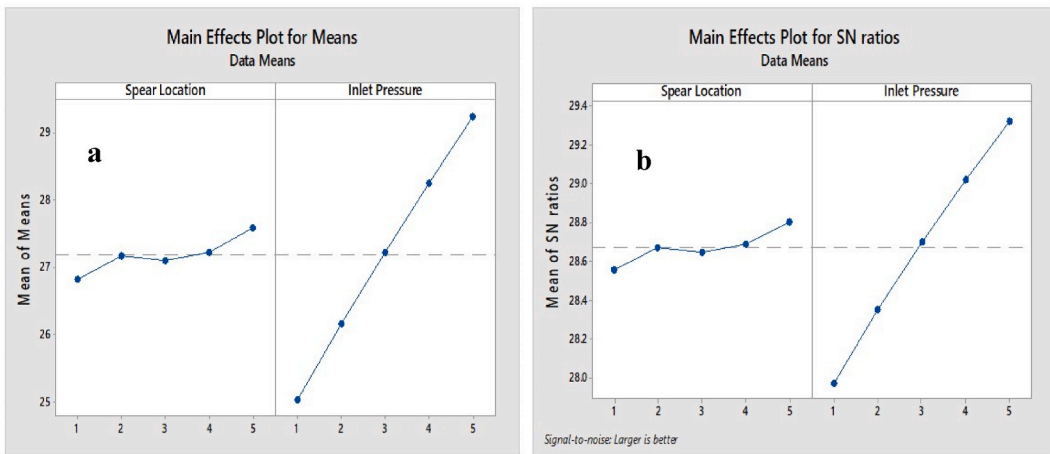 Main Effects Plot for Means
Data Means
Spear Location Inlet Pressure
a
Mean of Means
29
28
27
26
25
1 2 3 4 5 1 2 3 4 5
Main Effects Plot for SN ratios
Data Means
Spear Location Inlet Pressure
b
Mean of SN ratios
29.4
29.2
29.0
28.8
28.6
28.4
28.2
28.0
1 2 3 4 5 1 2 3 4 5
Signal-to-noise: Larger is better